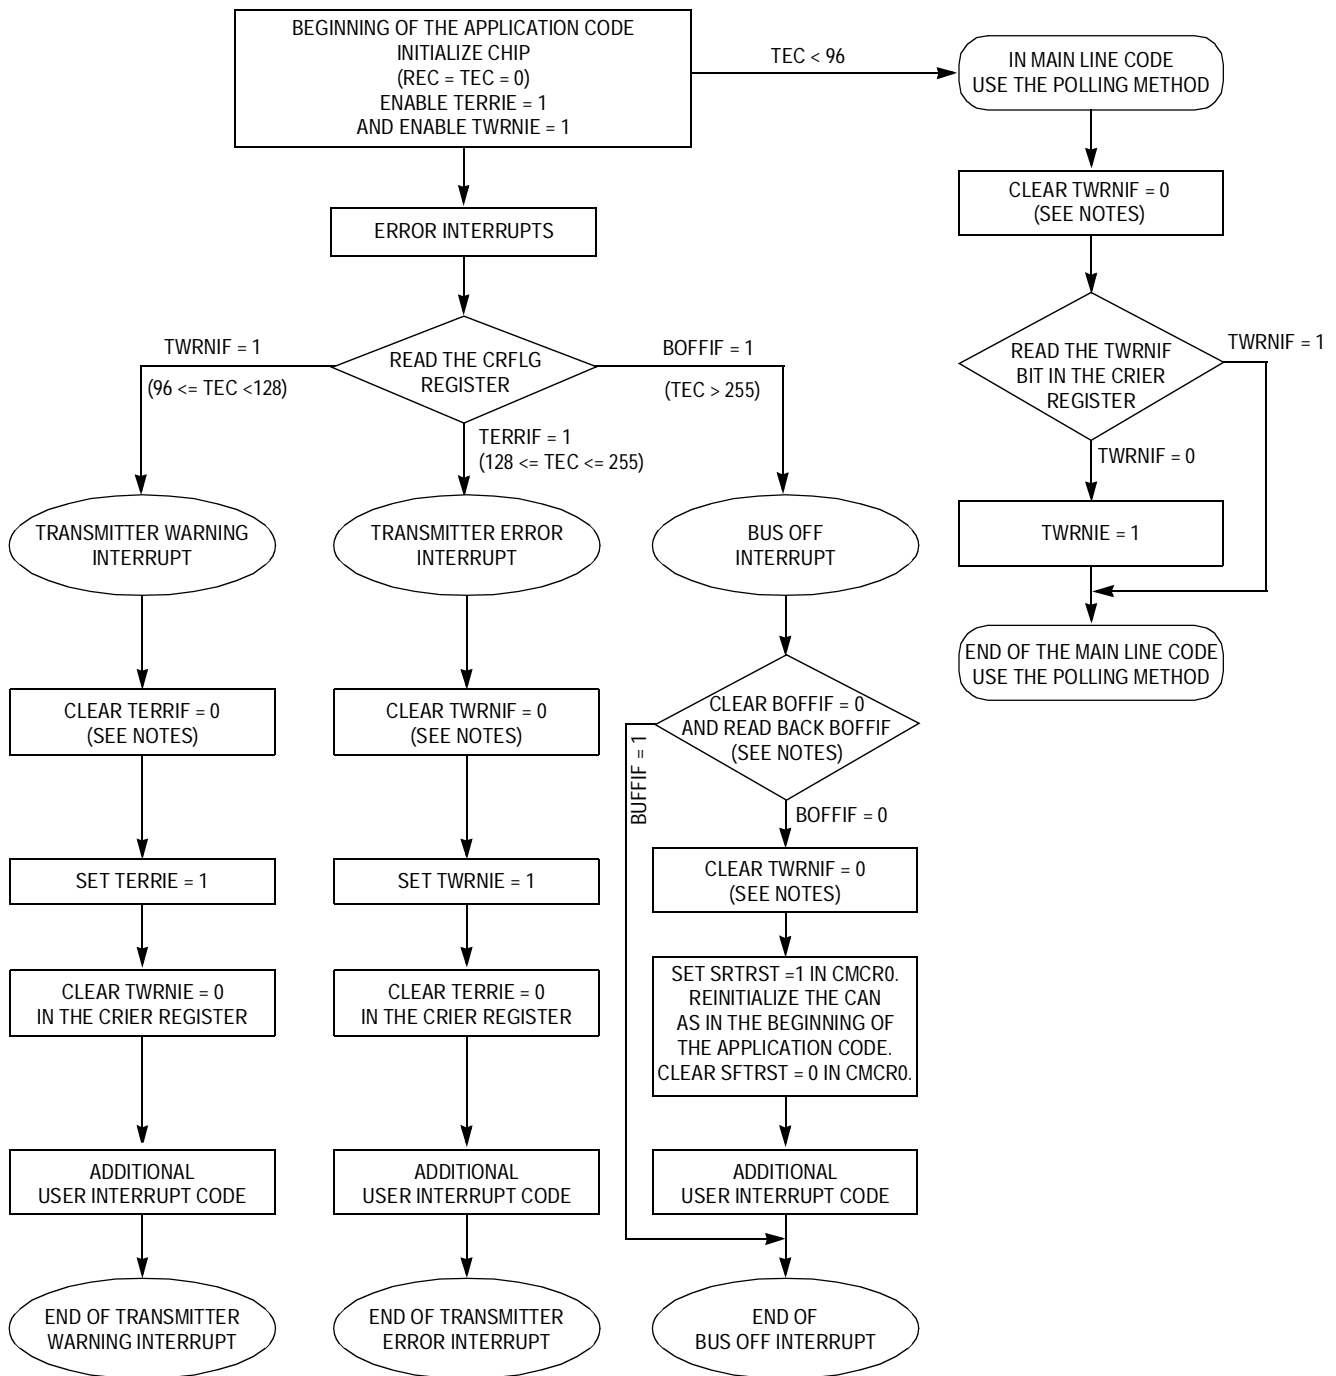 BEGINNING OF THE APPLICATION CODE
INITIALIZE CHIP
(REC = TEC = 0)
ENABLE TERRIE = 1
AND ENABLE TWRNIE = 1
TEC < 96
IN MAIN LINE CODE
USE THE POLLING METHOD
CLEAR TWRNIF = 0
(SEE NOTES)
ERROR INTERRUPTS
READ THE CRFLG
REGISTER
TWRNIF = 1
(96 <= TEC <128)
BOFFIF = 1
(TEC > 255)
TERRIF = 1
(128 <= TEC <= 255)
READ THE TWRNIF
BIT IN THE CRIER
REGISTER
TWRNIF = 1
TWRNIF = 0
TWRNIE = 1
END OF THE MAIN LINE CODE
USE THE POLLING METHOD
TRANSMITTER WARNING
INTERRUPT
CLEAR TERRIF = 0
(SEE NOTES)
SET TERRIE = 1
CLEAR TWRNIE = 0
IN THE CRIER REGISTER
ADDITIONAL
USER INTERRUPT CODE
END OF TRANSMITTER
WARNING INTERRUPT
TRANSMITTER ERROR
INTERRUPT
CLEAR TWRNIF = 0
(SEE NOTES)
SET TWRNIE = 1
CLEAR TERRIE = 0
IN THE CRIER REGISTER
ADDITIONAL
USER INTERRUPT CODE
END OF TRANSMITTER
ERROR INTERRUPT
BUS OFF
INTERRUPT
CLEAR BOFFIF = 0
AND READ BACK BOFFIF
(SEE NOTES)
BUFFIF = 1
BOFFIF = 0
CLEAR TWRNIF = 0
(SEE NOTES)
SET SRTRST =1 IN CMCR0.
REINITIALIZE THE CAN
AS IN THE BEGINNING OF
THE APPLICATION CODE.
CLEAR SFTRST = 0 IN CMCR0.
ADDITIONAL
USER INTERRUPT CODE
END OF
BUS OFF INTERRUPT